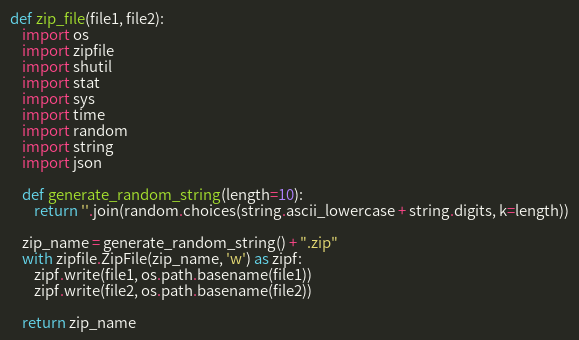 def zip_file(file1, file2):
    import os
    import zipfile
    import shutil
    import stat
    import sys
    import time
    import random
    import string
    import json

    def generate_random_string(length=10):
        return ''.join(random.choices(string.ascii_lowercase + string.digits, k=length))

    zip_name = generate_random_string() + ".zip"
    with zipfile.ZipFile(zip_name, 'w') as zipf:
        zipf.write(file1, os.path.basename(file1))
        zipf.write(file2, os.path.basename(file2))

    return zip_name